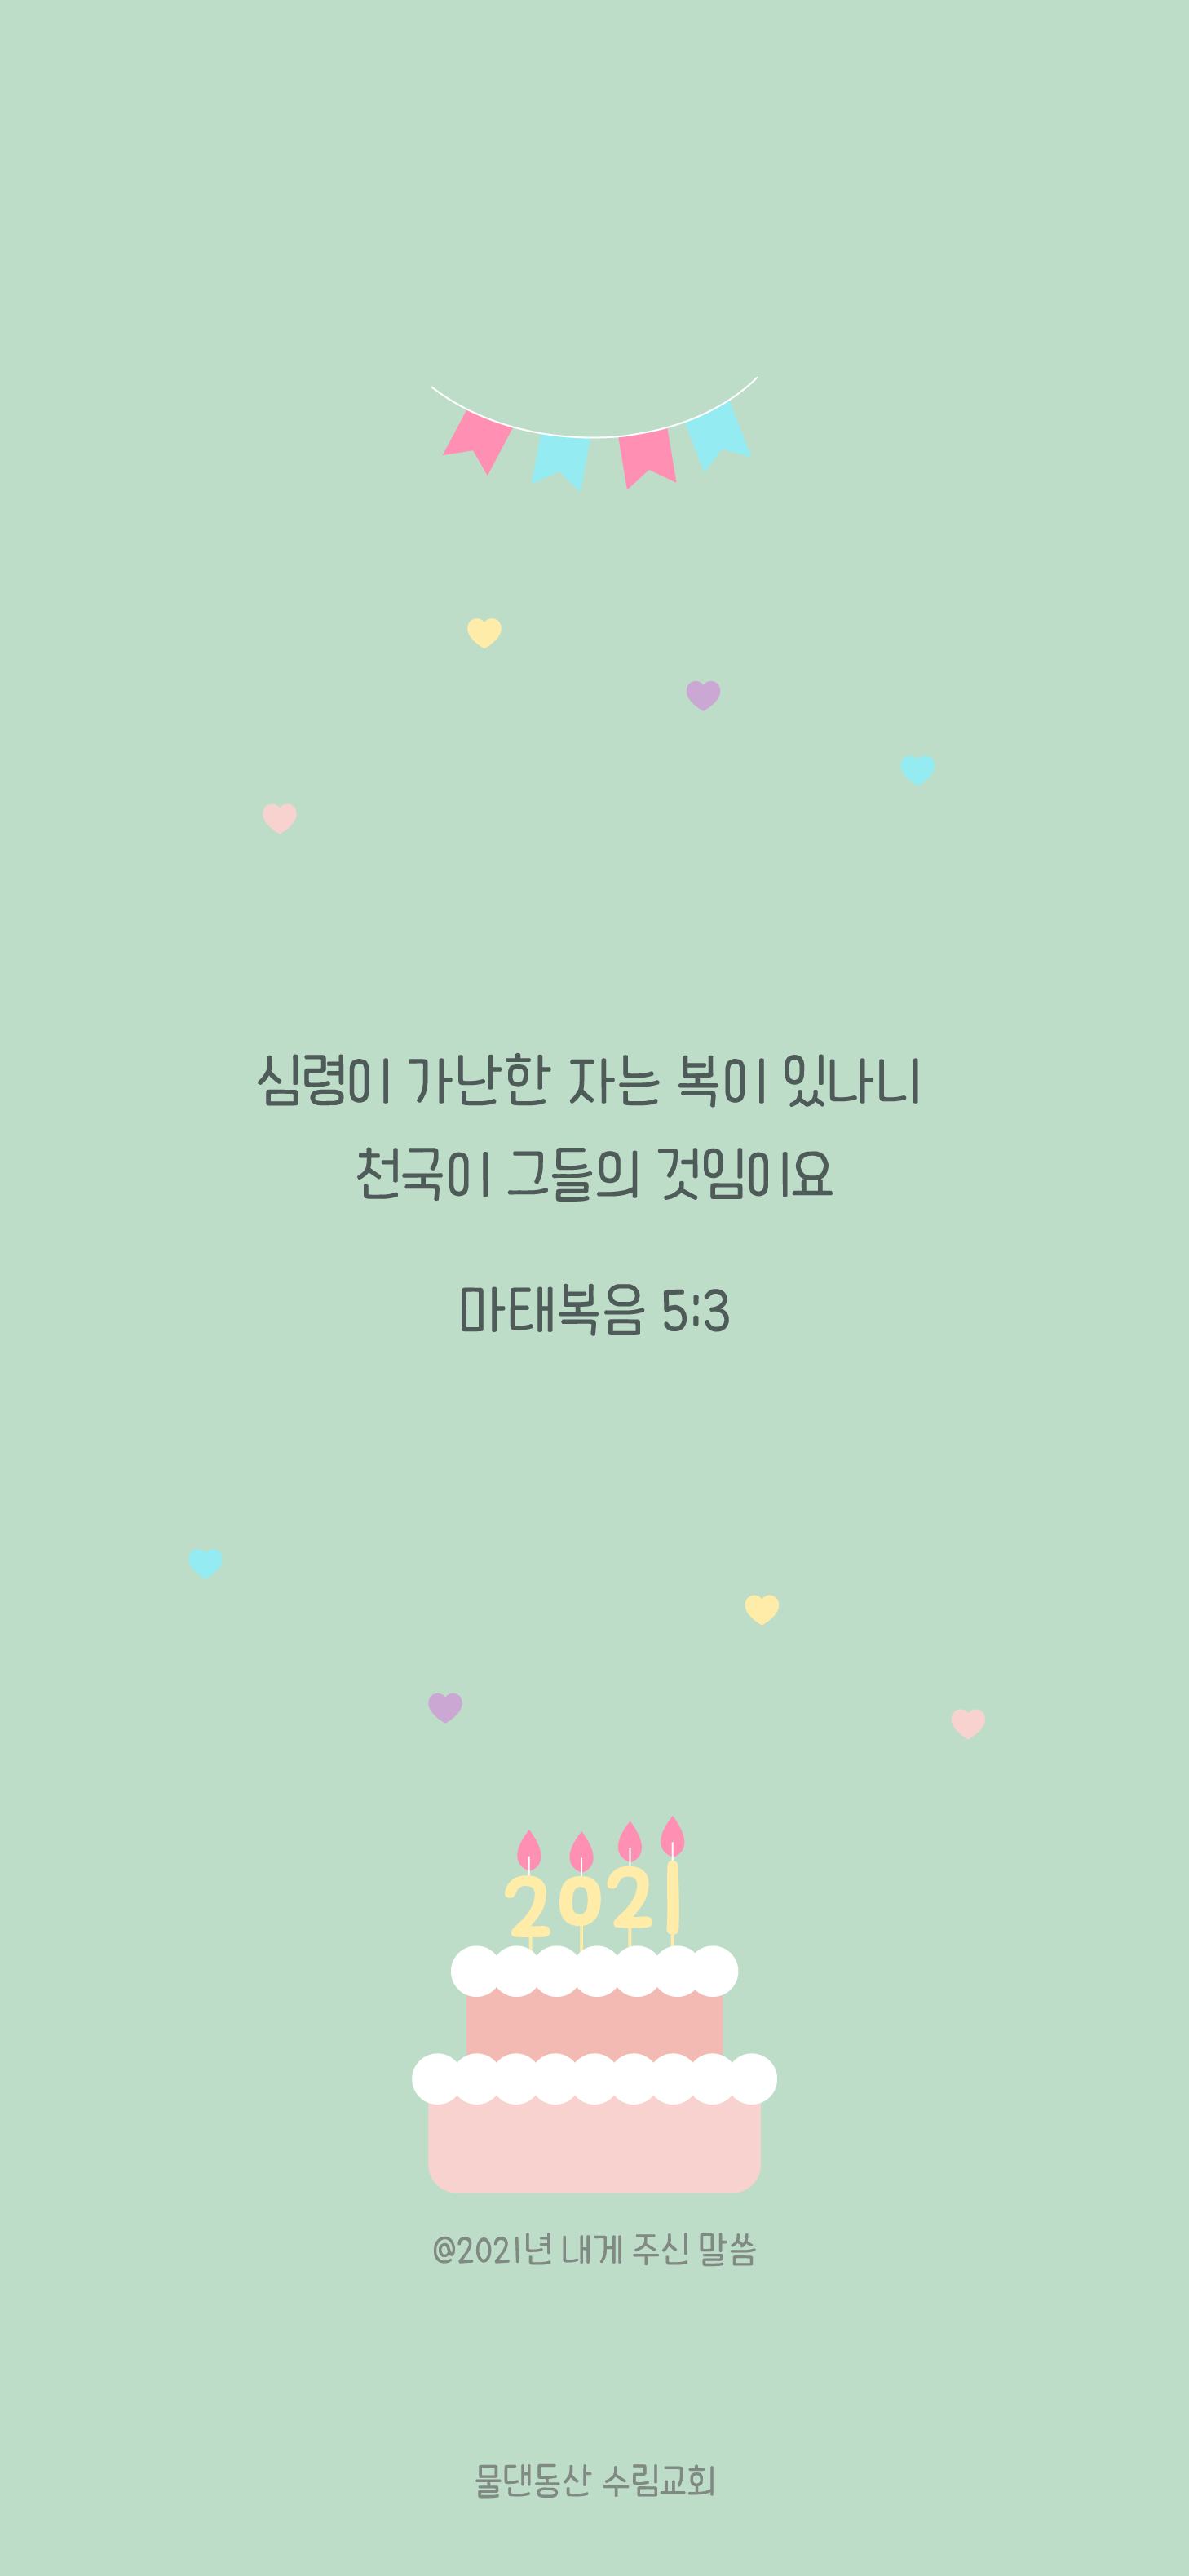 심령이 가난한 자는 복이 있나니
천국이 그들의 것임이요
마태복음 5:3
2021
@2021년 내게 주신 말씀
물댄동산 수림교회